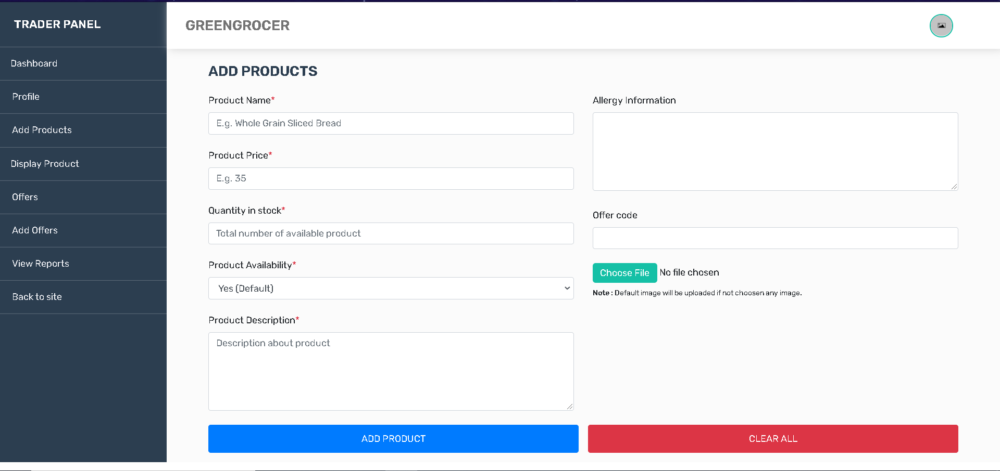 TRADER PANEL
GREENGROCER
Dashboard
Profile
Add Products
Display Product
Offers
Add Offers
View Reports
Back to site
ADD PRODUCTS
Product Name*
E.g. Whole Grain Sliced Bread
Product Price*
E.g. 35
Quantity in stock*
Total number of available product
Product Availability*
Yes (Default)
Product Description*
Description about product
Allergy Information
Offer code
Choose File No file chosen
Note : Default image will be uploaded if not choosen any image.
ADD PRODUCT
CLEAR ALL